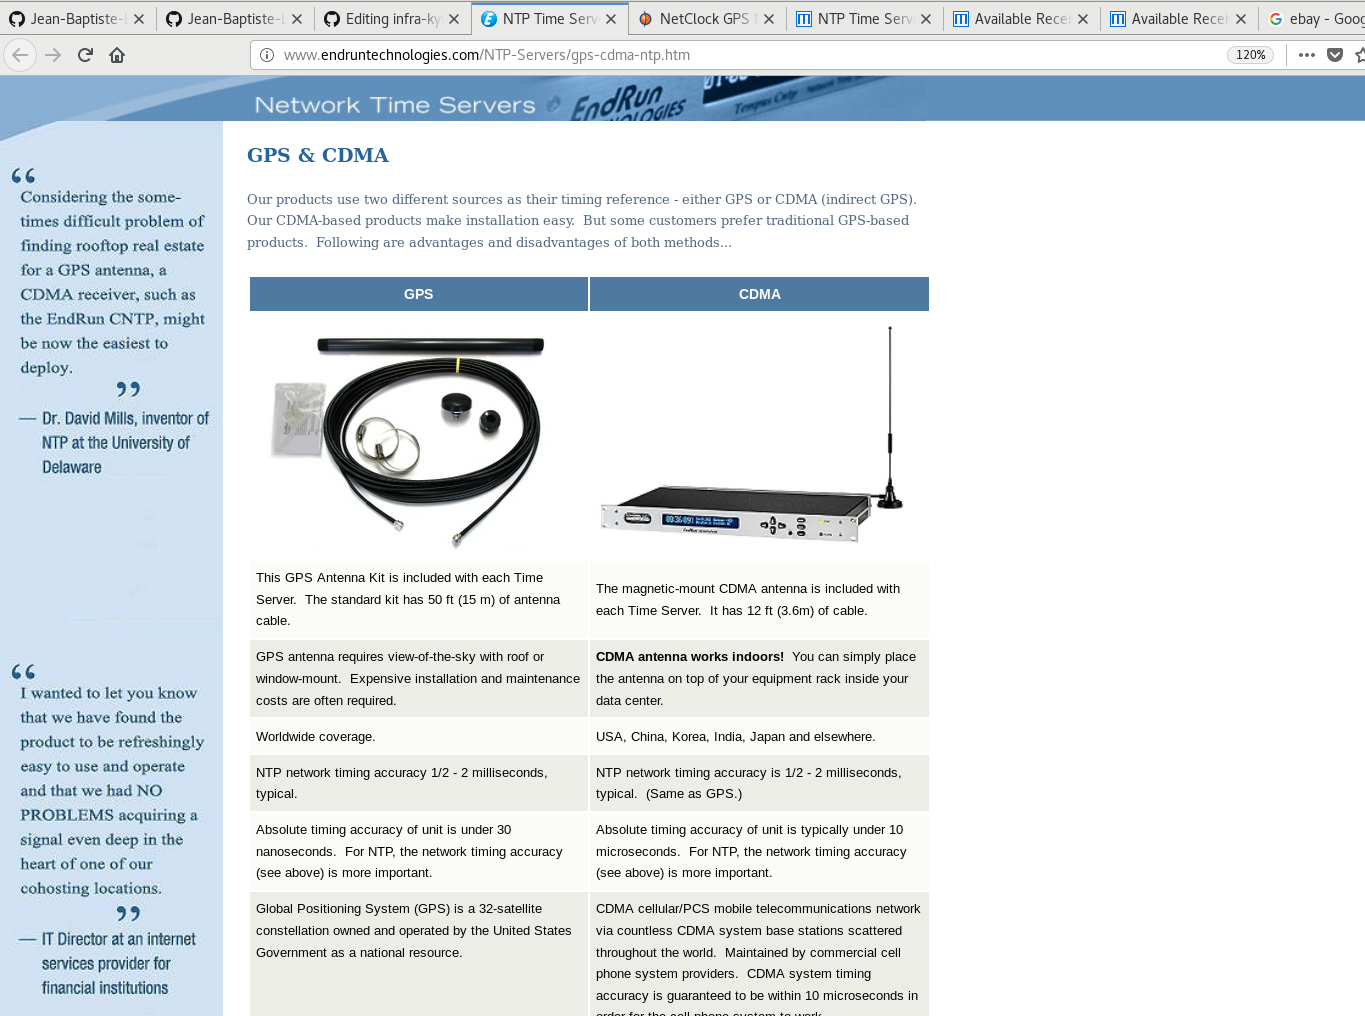 Jean-Baptiste-
Jean-Baptiste-
Editing infra-ky
NTP Time Serv
NetClock GPS
NTP Time Serv
Available Rece
Available Rece
ebay - Goog
www.endruntechnologies.com/NTP-Servers/gps-cdma-ntp.htm
120%
Network Time Servers
EndRun
Tempus Cntp
GPS & CDMA
Our products use two different sources as their timing reference - either GPS or CDMA (indirect GPS).
Our CDMA-based products make installation easy. But some customers prefer traditional GPS-based
products. Following are advantages and disadvantages of both methods...
GPS
CDMA
This GPS Antenna Kit is included with each Time
Server. The standard kit has 50 ft (15 m) of antenna
cable.
The magnetic-mount CDMA antenna is included with
each Time Server. It has 12 ft (3.6m) of cable.
GPS antenna requires view-of-the-sky with roof or
window-mount. Expensive installation and maintenance
costs are often required.
CDMA antenna works indoors! You can simply place
the antenna on top of your equipment rack inside your
data center.
Worldwide coverage.
USA, China, Korea, India, Japan and elsewhere.
NTP network timing accuracy 1/2 - 2 milliseconds,
typical.
NTP network timing accuracy is 1/2 - 2 milliseconds,
typical. (Same as GPS.)
Absolute timing accuracy of unit is under 30
nanoseconds. For NTP, the network timing accuracy
(see above) is more important.
Absolute timing accuracy of unit is typically under 10
microseconds. For NTP, the network timing accuracy
(see above) is more important.
Global Positioning System (GPS) is a 32-satellite
constellation owned and operated by the United States
Government as a national resource.
CDMA cellular/PCS mobile telecommunications network
via countless CDMA system base stations scattered
throughout the world. Maintained by commercial cell
phone system providers. CDMA system timing
accuracy is guaranteed to be within 10 microseconds in
order for the cell phone system to work.
“
Considering the some-
times difficult problem of
finding rooftop real estate
for a GPS antenna, a
CDMA receiver, such as
the EndRun CNTP, might
be now the easiest to
deploy.
”
— Dr. David Mills, inventor of
NTP at the University of
Delaware
“
I wanted to let you know
that we have found the
product to be refreshingly
easy to use and operate
and that we had NO
PROBLEMS acquiring a
signal even deep in the
heart of one of our
cohosting locations.
”
— IT Director at an internet
services provider for
financial institutions